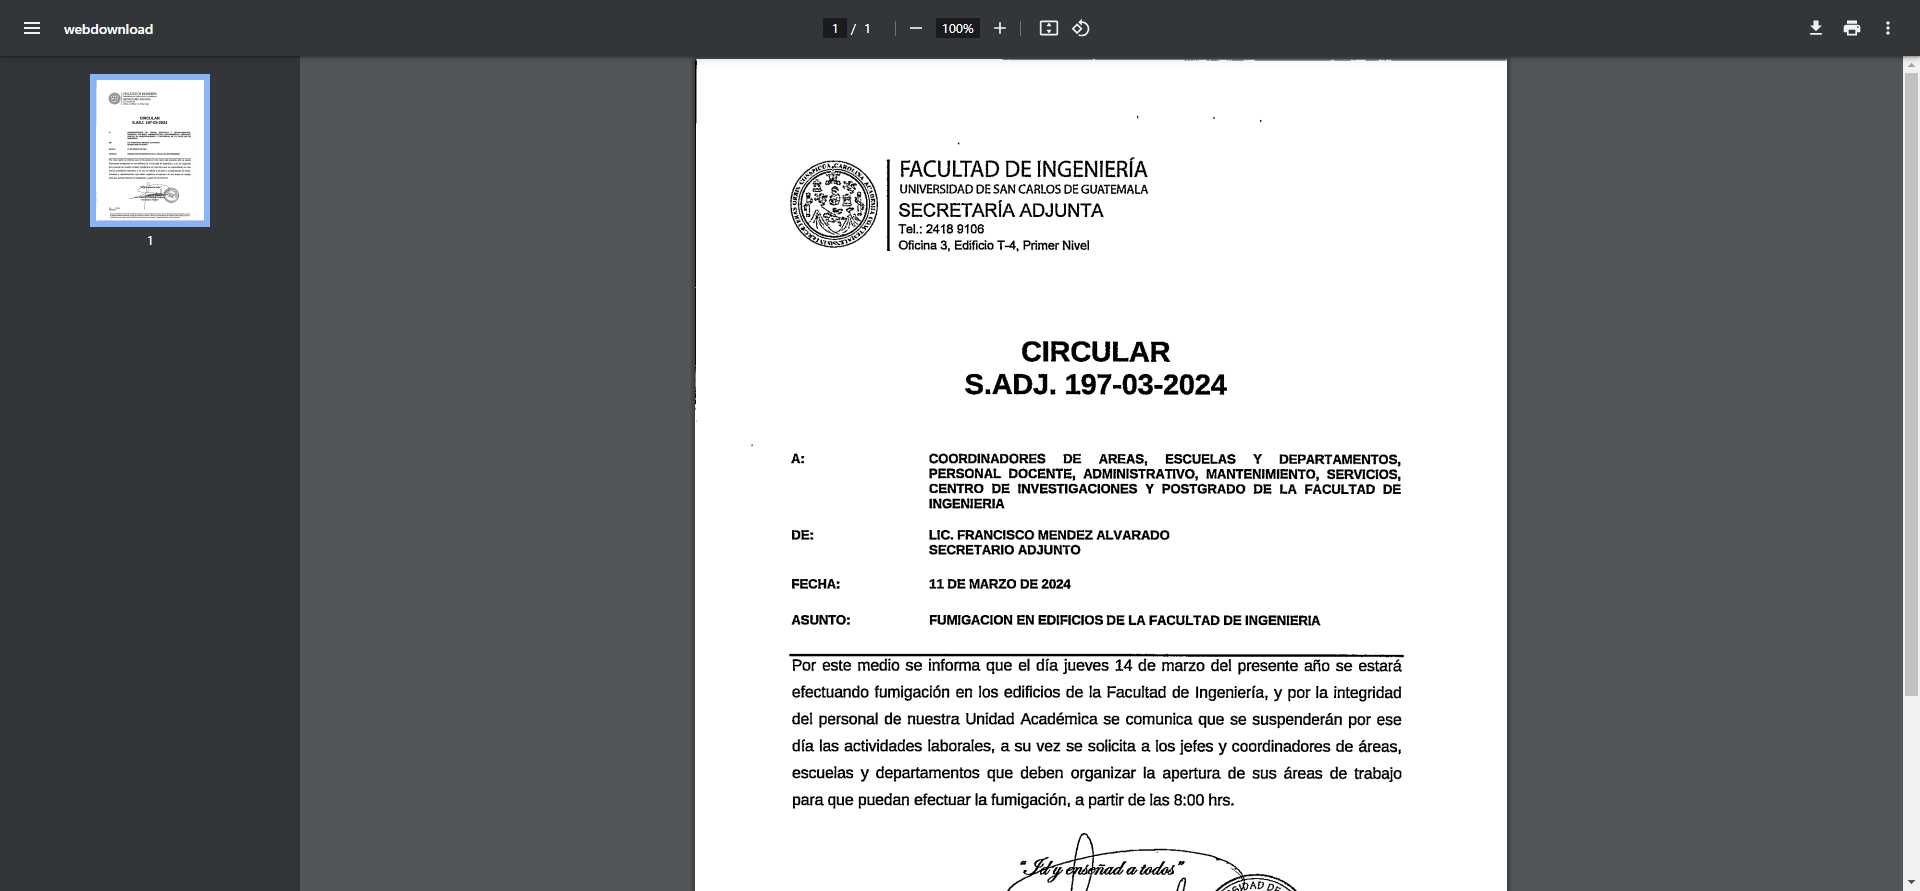 webdownload
1 / 1
100%
1
FACULTAD DE INGENIERÍA
UNIVERSIDAD DE SAN CARLOS DE GUATEMALA
SECRETARÍA ADJUNTA
Tel.: 2418 9106
Oficina 3, Edificio T-4, Primer Nivel
CIRCULAR
S.ADJ. 197-03-2024
A: COORDINADORES DE AREAS, ESCUELAS Y DEPARTAMENTOS,
PERSONAL DOCENTE, ADMINISTRATIVO, MANTENIMIENTO, SERVICIOS,
CENTRO DE INVESTIGACIONES Y POSTGRADO DE LA FACULTAD DE
INGENIERIA
DE: LIC. FRANCISCO MENDEZ ALVARADO
SECRETARIO ADJUNTO
FECHA: 11 DE MARZO DE 2024
ASUNTO: FUMIGACION EN EDIFICIOS DE LA FACULTAD DE INGENIERIA
Por este medio se informa que el día jueves 14 de marzo del presente año se estará
efectuando fumigación en los edificios de la Facultad de Ingeniería, y por la integridad
del personal de nuestra Unidad Académica se comunica que se suspenderán por ese
día las actividades laborales, a su vez se solicita a los jefes y coordinadores de áreas,
escuelas y departamentos que deben organizar la apertura de sus áreas de trabajo
para que puedan efectuar la fumigación, a partir de las 8:00 hrs.
"Id y enseñad a todos"